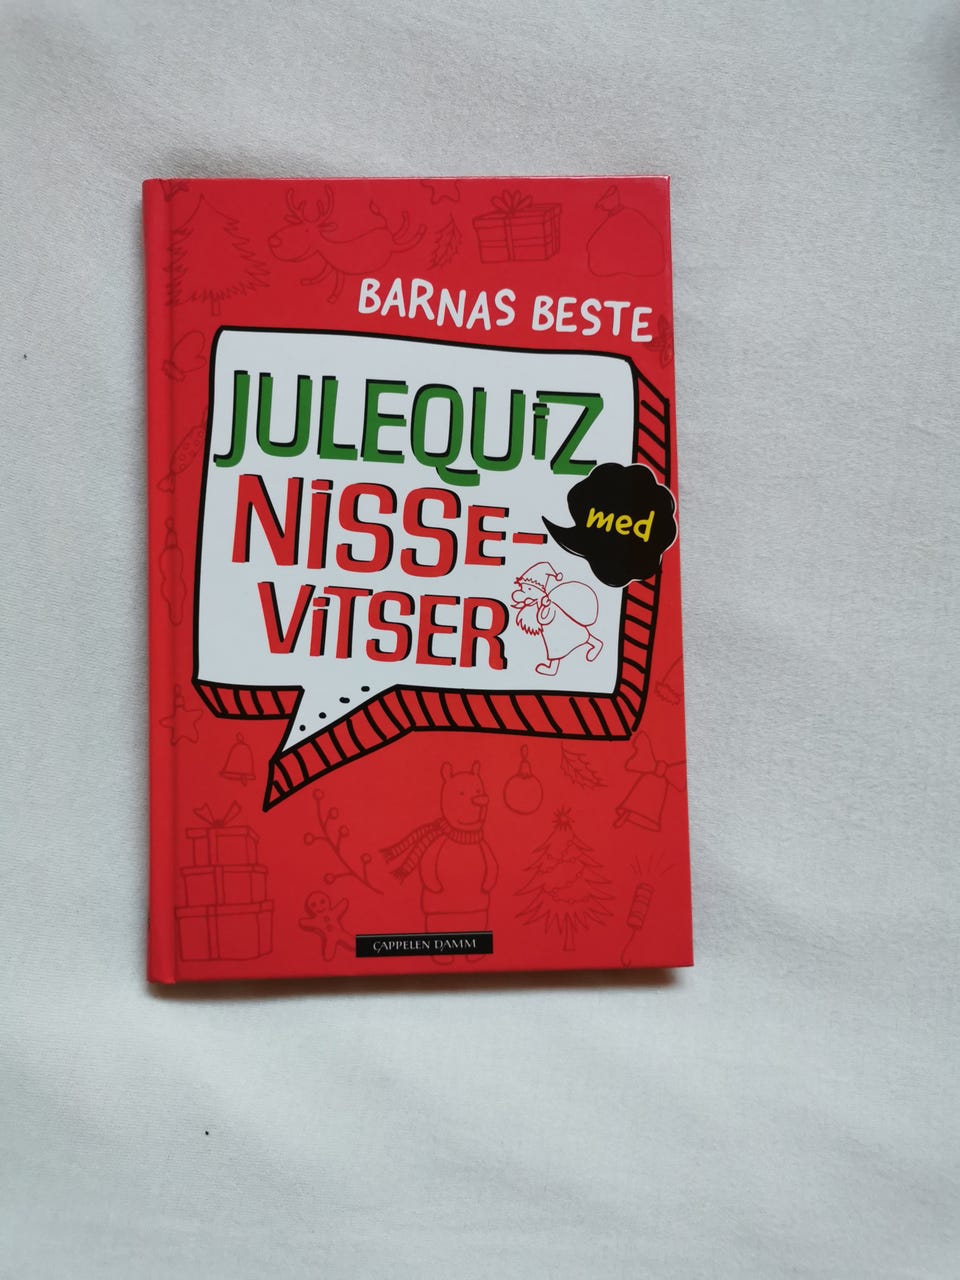 BARNAS BESTE
JULEQUIZ
med
NISSE-
VITSER
CAPPELEN DAMM